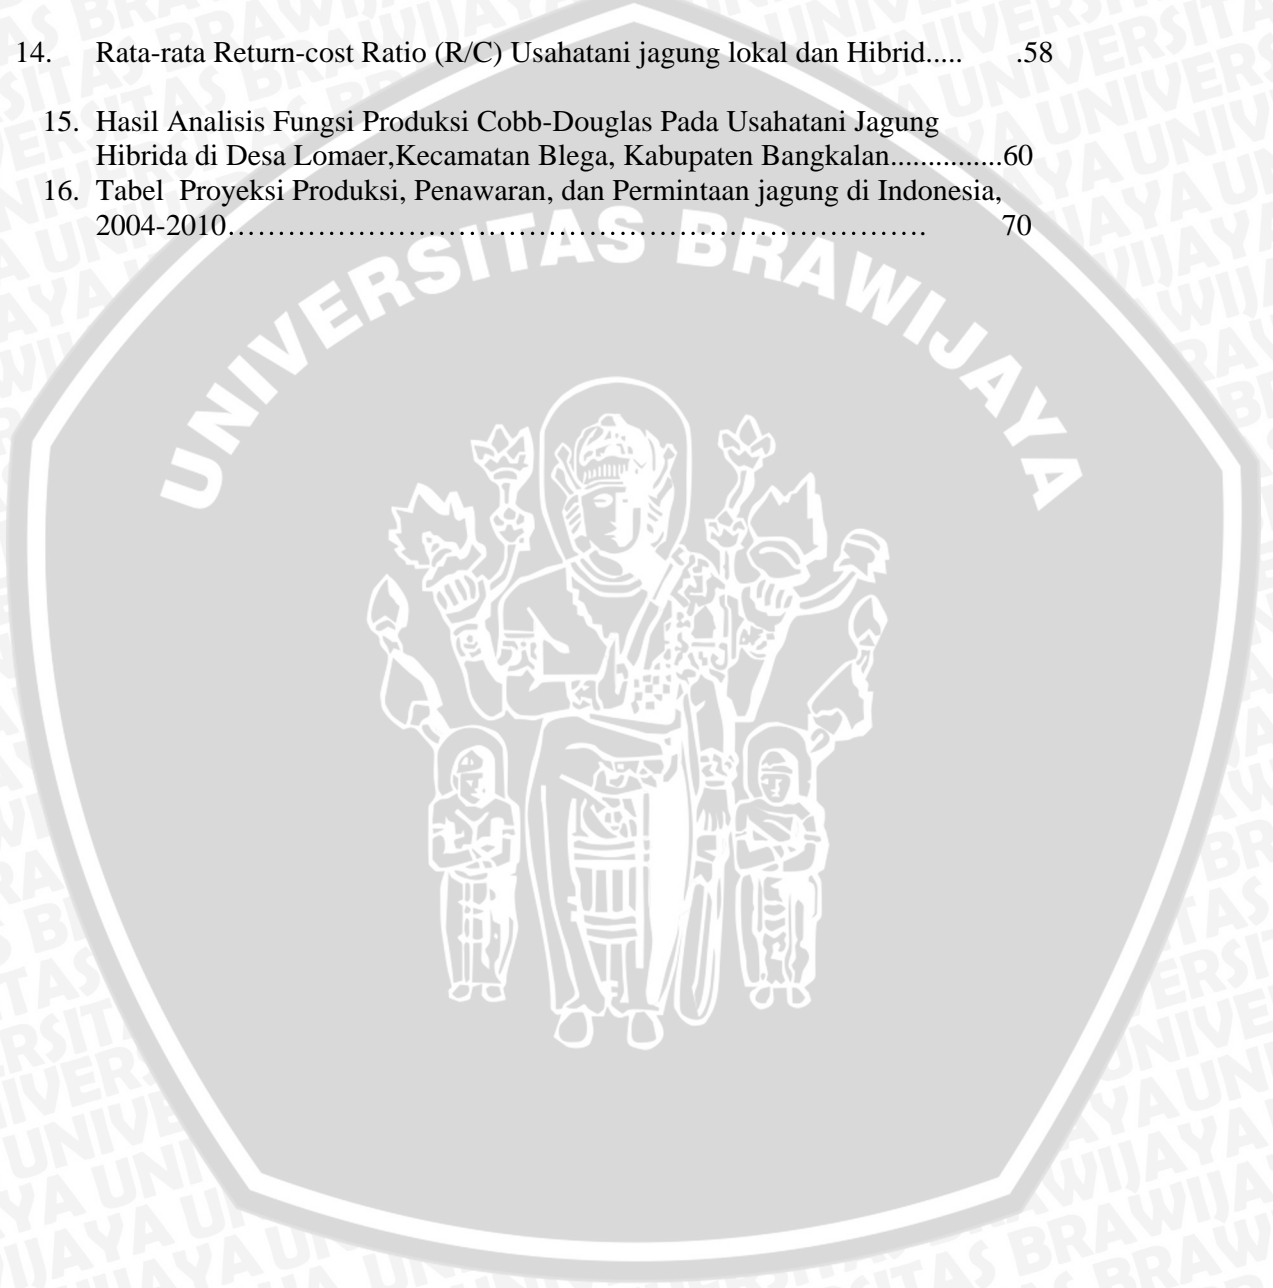 14. Rata-rata Return-cost Ratio (R/C) Usahatani jagung lokal dan Hibrid..... .58
15. Hasil Analisis Fungsi Produksi Cobb-Douglas Pada Usahatani Jagung
Hibrida di Desa Lomaer,Kecamatan Blega, Kabupaten Bangkalan..............60
16. Tabel Proyeksi Produksi, Penawaran, dan Permintaan jagung di Indonesia,
2004-2010……………………………………………………………. 70
UNIVERSITAS BRAWIJAYA